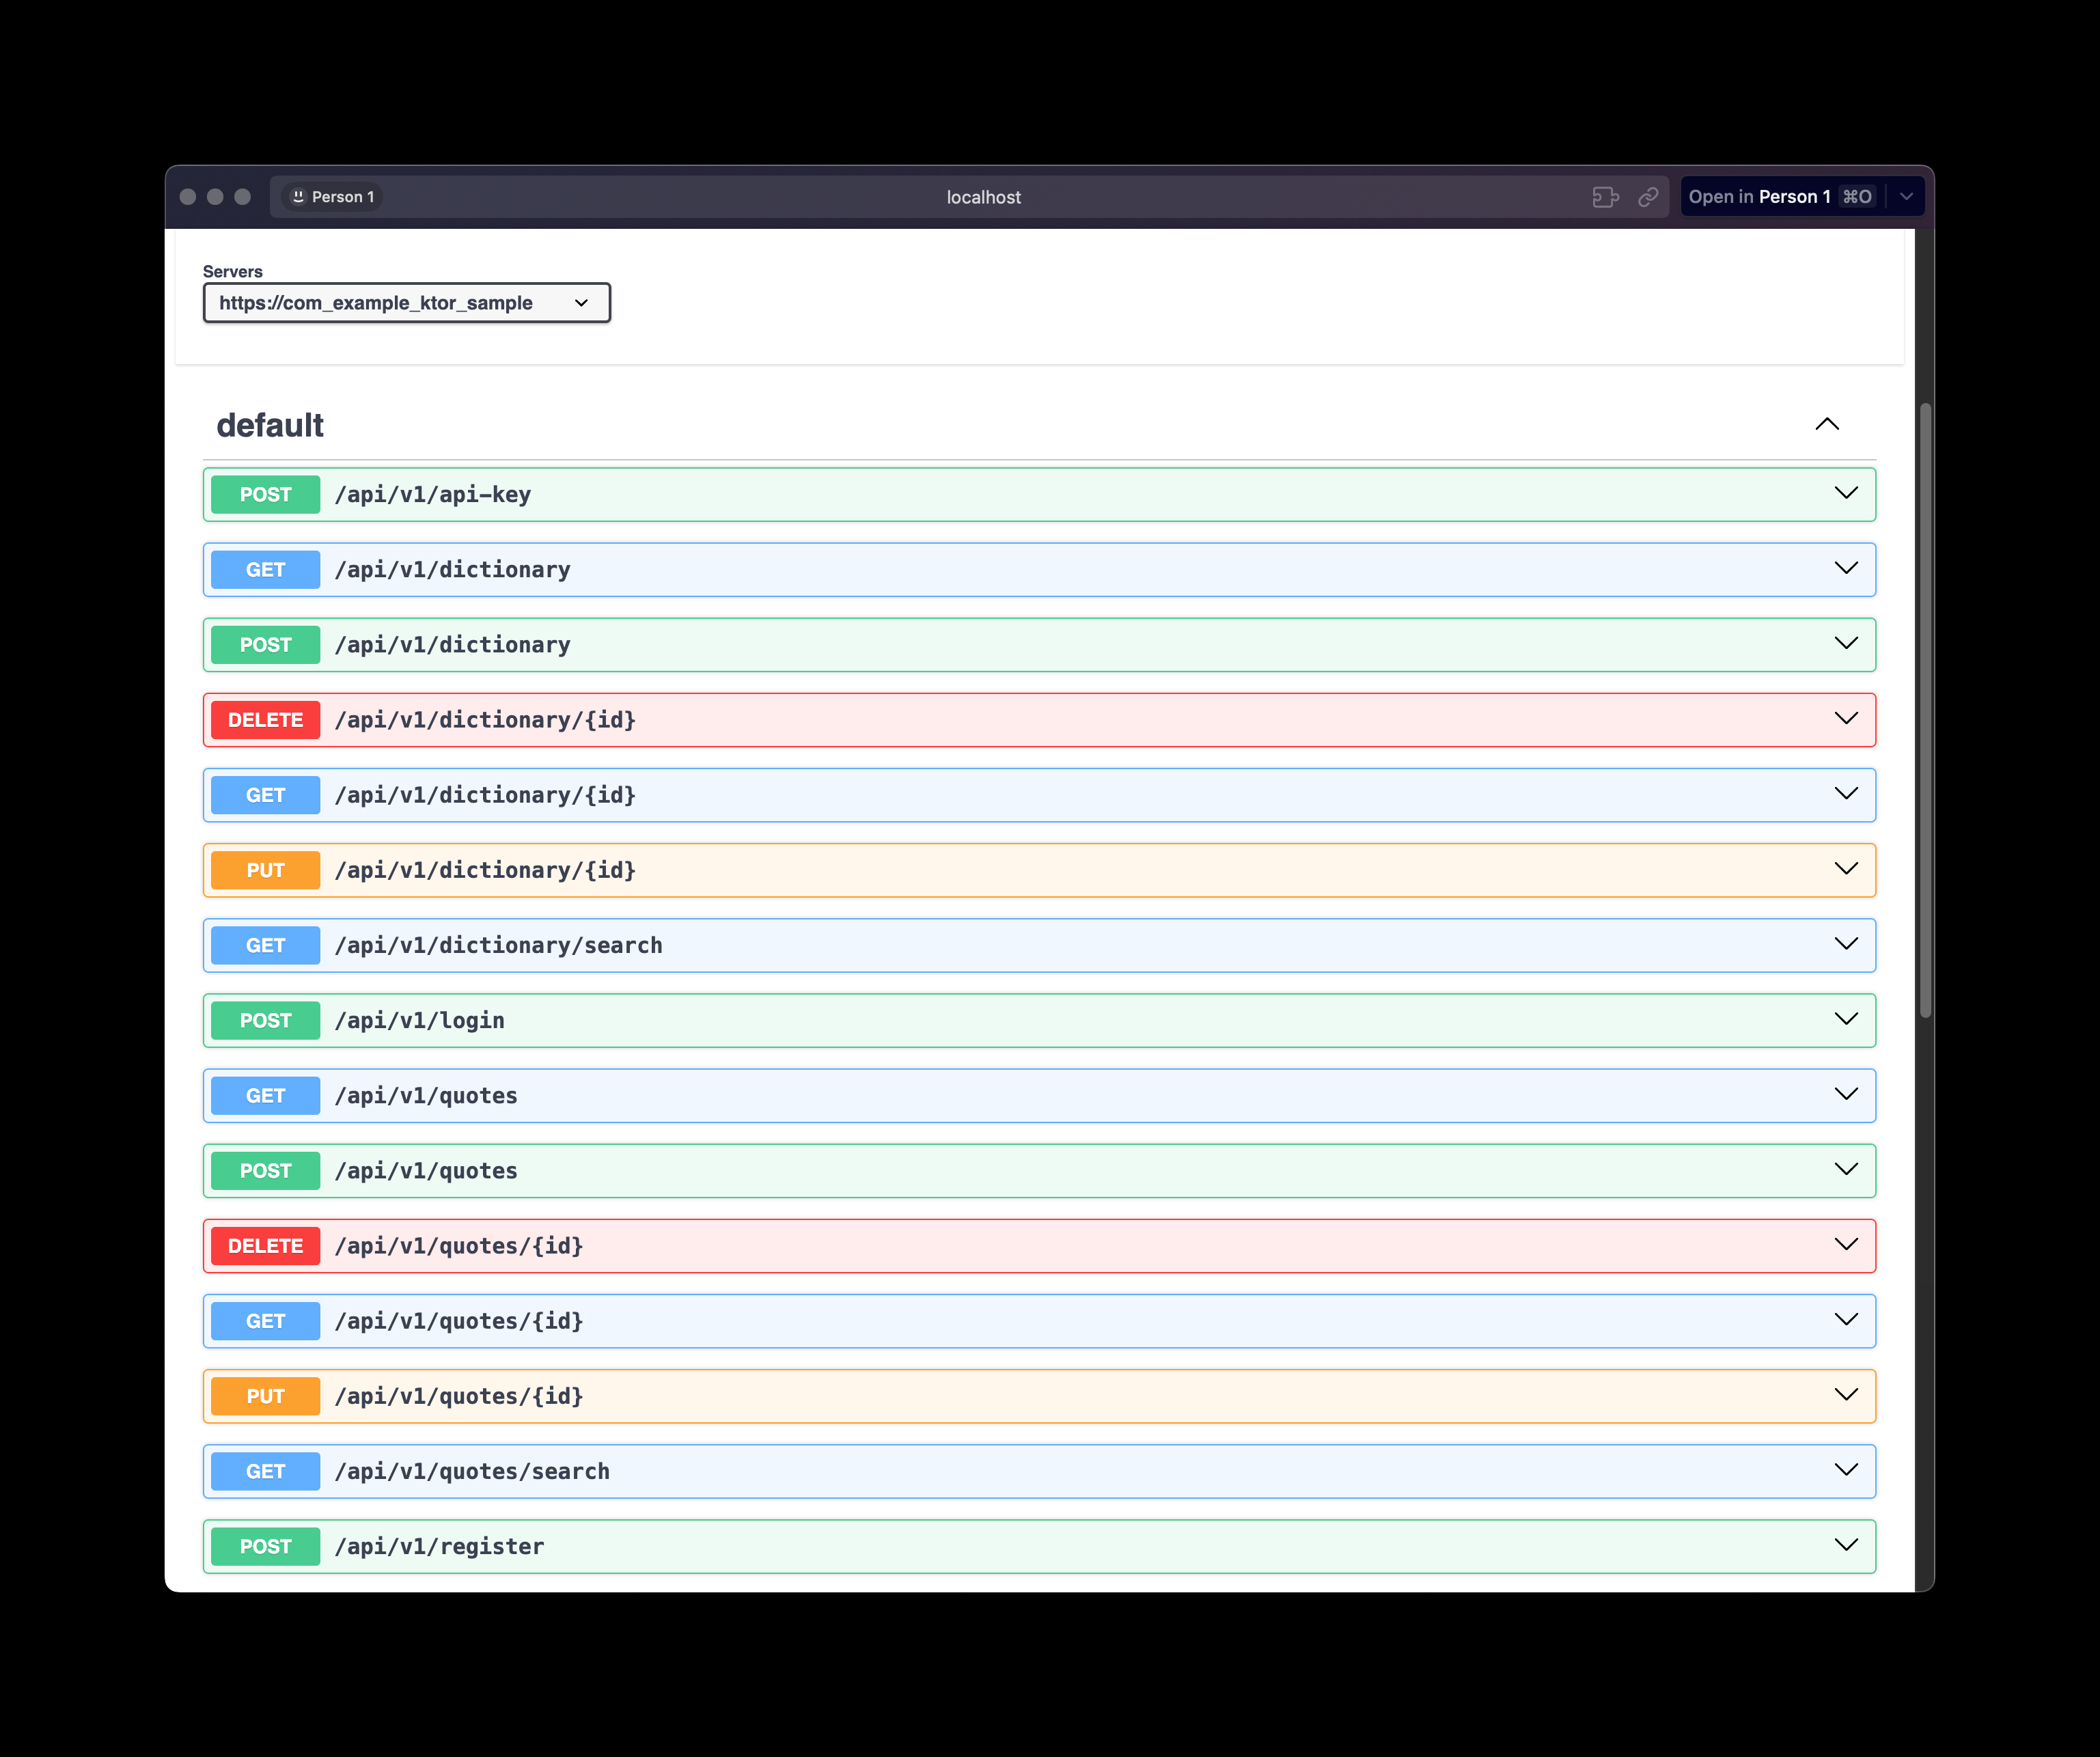 Person 1
localhost
Open in Person 1 ⌘O
Servers
https://com_example_ktor_sample
default
POST /api/v1/api-key
GET /api/v1/dictionary
POST /api/v1/dictionary
DELETE /api/v1/dictionary/{id}
GET /api/v1/dictionary/{id}
PUT /api/v1/dictionary/{id}
GET /api/v1/dictionary/search
POST /api/v1/login
GET /api/v1/quotes
POST /api/v1/quotes
DELETE /api/v1/quotes/{id}
GET /api/v1/quotes/{id}
PUT /api/v1/quotes/{id}
GET /api/v1/quotes/search
POST /api/v1/register